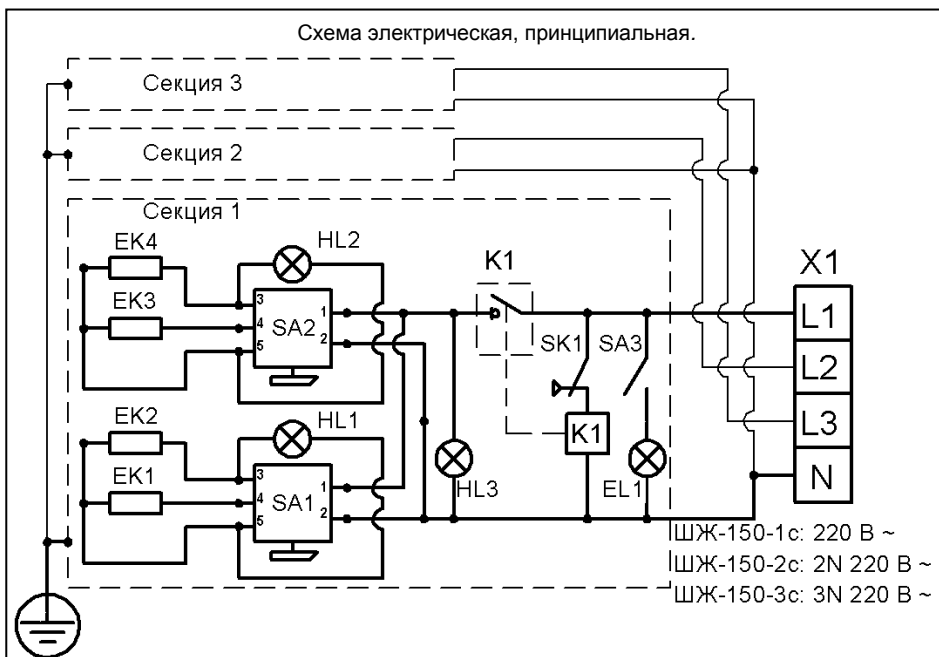 Схема электрическая, принципиальная.
Секция 3
Секция 2
Секция 1
EK4
HL2
K1
X1
3
1
L1
EK3
4
SA2
2
SK1
SA3
5
L2
EK2
HL1
K1
L3
3
1
EK1
4
SA1
HL3
EL1
N
5
2
ШЖ-150-1с: 220 В ~
ШЖ-150-2с: 2N 220 В ~
ШЖ-150-3с: 3N 220 В ~